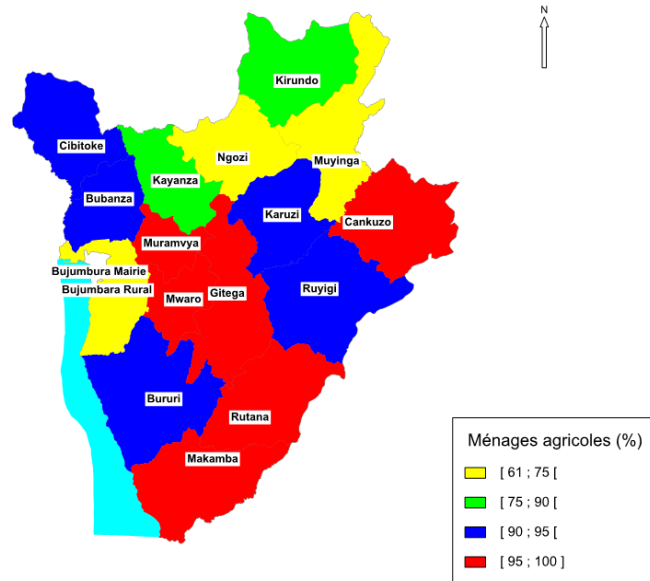 N
Kirundo
Cibitoke
Ngozi
Muyinga
Kayanza
Bubanza
Karuzi
Cankuzo
Muramvya
Bujumbura Mairie
Bujumbara Rural
Mwaro
Gitega
Ruyigi
Bururi
Rutana
Makamba
Ménages agricoles (%)
[ 61 ; 75 [
[ 75 ; 90 [
[ 90 ; 95 [
[ 95 ; 100 ]